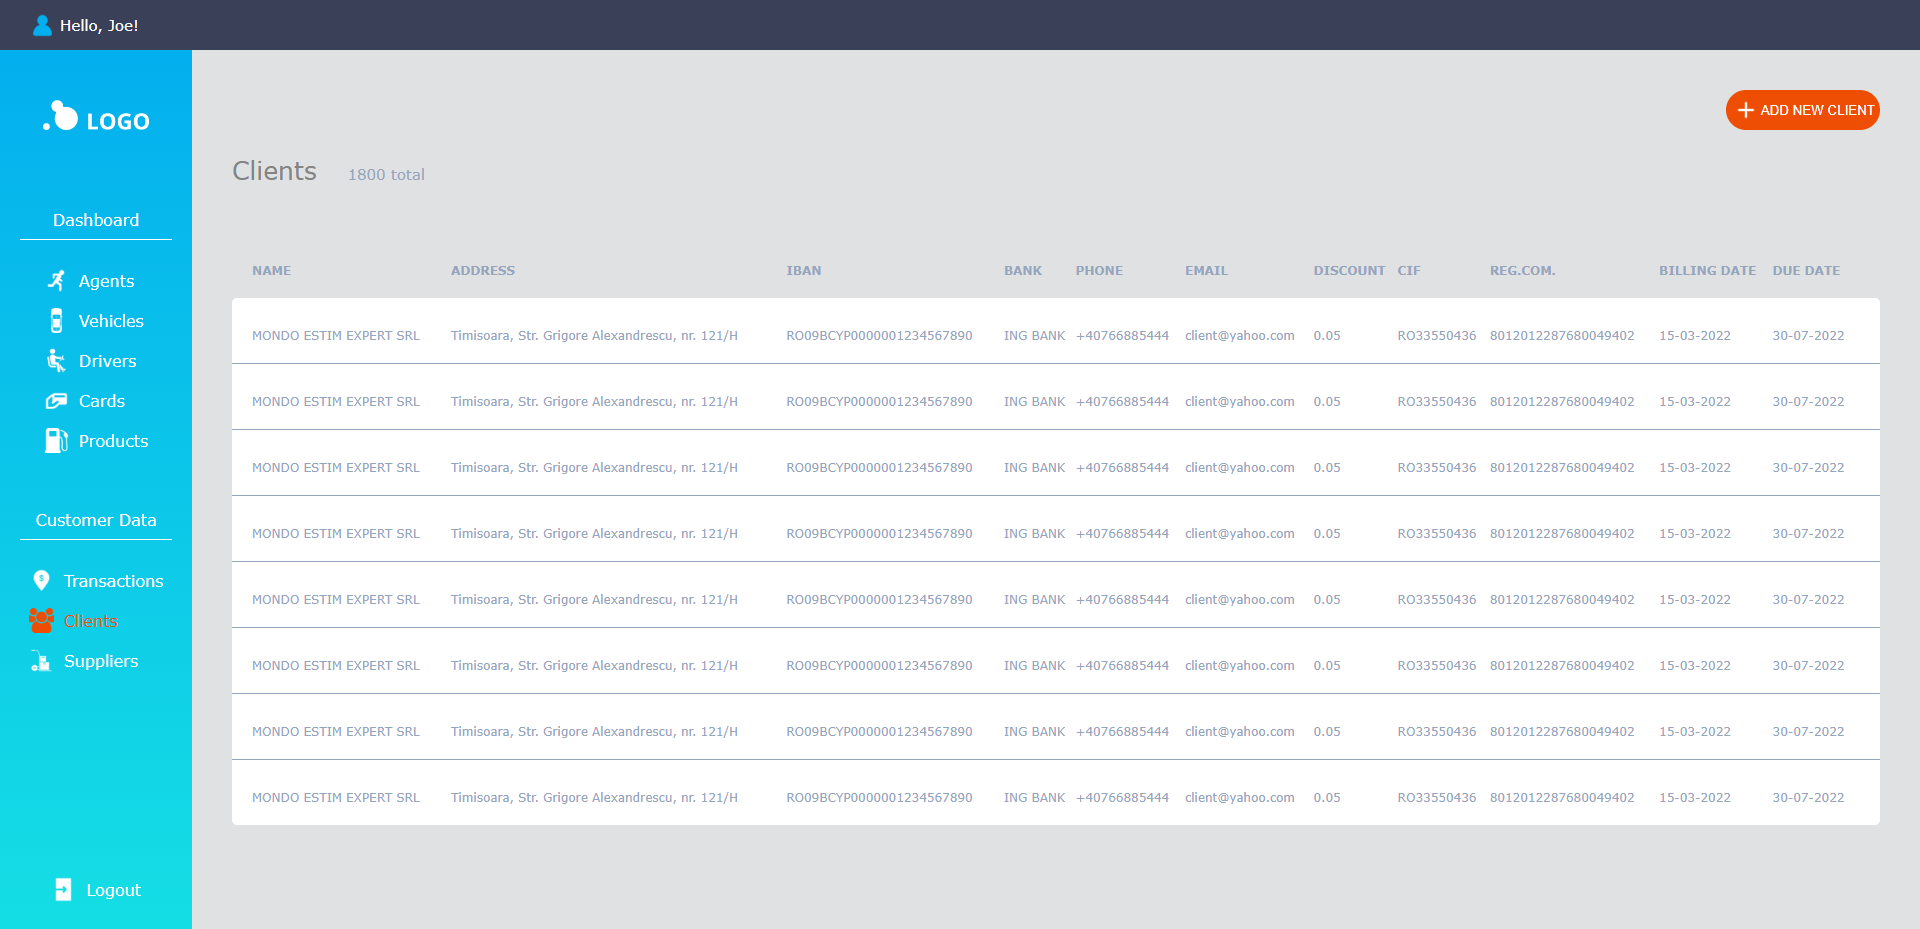 Hello, Joe!
LOGO
ADD NEW CLIENT
Clients 1800 total
Dashboard
Agents
Vehicles
Drivers
Cards
Products
Customer Data
$ Transactions
Clients
Suppliers
Logout
NAME ADDRESS IBAN BANK PHONE EMAIL DISCOUNT CIF REG.COM. BILLING DATE DUE DATE
MONDO ESTIM EXPERT SRL Timisoara, Str. Grigore Alexandrescu, nr. 121/H RO09BCYP0000001234567890 ING BANK +40766885444 client@yahoo.com 0.05 RO33550436 8012012287680049402 15-03-2022 30-07-2022
MONDO ESTIM EXPERT SRL Timisoara, Str. Grigore Alexandrescu, nr. 121/H RO09BCYP0000001234567890 ING BANK +40766885444 client@yahoo.com 0.05 RO33550436 8012012287680049402 15-03-2022 30-07-2022
MONDO ESTIM EXPERT SRL Timisoara, Str. Grigore Alexandrescu, nr. 121/H RO09BCYP0000001234567890 ING BANK +40766885444 client@yahoo.com 0.05 RO33550436 8012012287680049402 15-03-2022 30-07-2022
MONDO ESTIM EXPERT SRL Timisoara, Str. Grigore Alexandrescu, nr. 121/H RO09BCYP0000001234567890 ING BANK +40766885444 client@yahoo.com 0.05 RO33550436 8012012287680049402 15-03-2022 30-07-2022
MONDO ESTIM EXPERT SRL Timisoara, Str. Grigore Alexandrescu, nr. 121/H RO09BCYP0000001234567890 ING BANK +40766885444 client@yahoo.com 0.05 RO33550436 8012012287680049402 15-03-2022 30-07-2022
MONDO ESTIM EXPERT SRL Timisoara, Str. Grigore Alexandrescu, nr. 121/H RO09BCYP0000001234567890 ING BANK +40766885444 client@yahoo.com 0.05 RO33550436 8012012287680049402 15-03-2022 30-07-2022
MONDO ESTIM EXPERT SRL Timisoara, Str. Grigore Alexandrescu, nr. 121/H RO09BCYP0000001234567890 ING BANK +40766885444 client@yahoo.com 0.05 RO33550436 8012012287680049402 15-03-2022 30-07-2022
MONDO ESTIM EXPERT SRL Timisoara, Str. Grigore Alexandrescu, nr. 121/H RO09BCYP0000001234567890 ING BANK +40766885444 client@yahoo.com 0.05 RO33550436 8012012287680049402 15-03-2022 30-07-2022